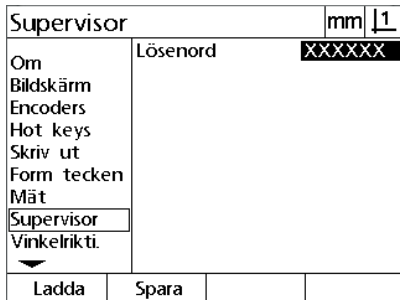 Supervisor mm 1
Lösenord XXXXXX
Om
Bildskärm
Encoders
Hot keys
Skriv ut
Form tecken
Mät
Supervisor
Vinkelrikti.
Ladda Spara